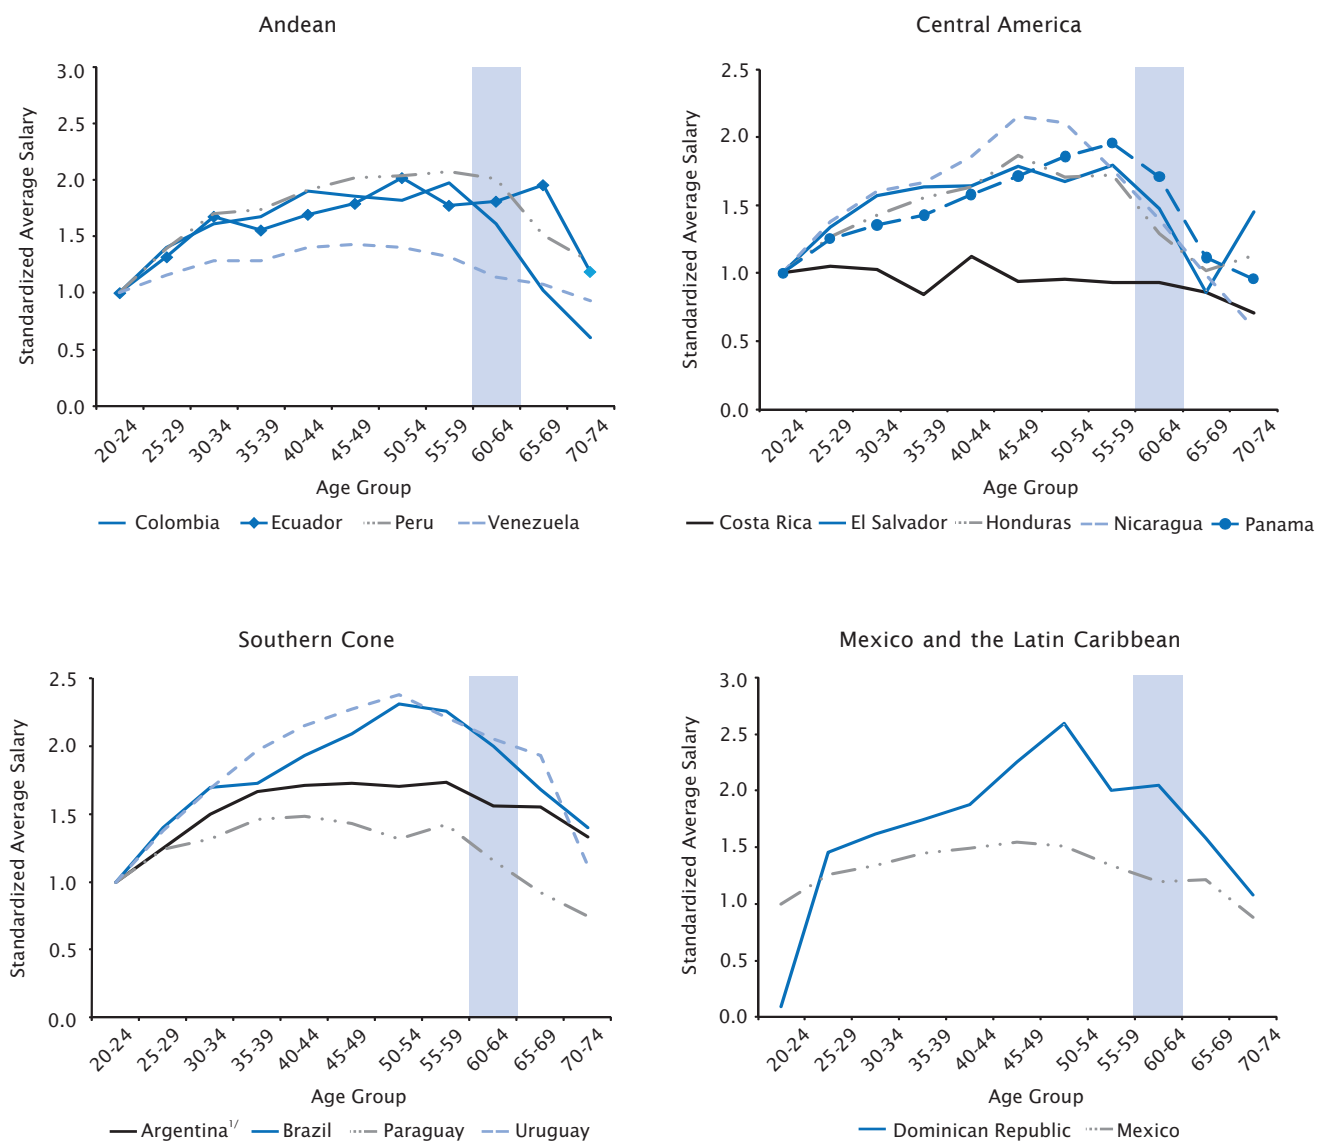 Andean
Standardized Average Salary
3.0
2.5
2.0
1.5
1.0
0.5
0.0
20-24 25-29 30-34 35-39 40-44 45-49 50-54 55-59 60-64 65-69 70-74
Age Group
Colombia Ecuador Peru Venezuela
Central America
Standardized Average Salary
2.5
2.0
1.5
1.0
0.5
0.0
20-24 25-29 30-34 35-39 40-44 45-49 50-54 55-59 60-64 65-69 70-74
Age Group
Costa Rica El Salvador Honduras Nicaragua Panama
Southern Cone
Standardized Average Salary
2.5
2.0
1.5
1.0
0.5
0.0
20-24 25-29 30-34 35-39 40-44 45-49 50-54 55-59 60-64 65-69 70-74
Age Group
Argentina1/ Brazil Paraguay Uruguay
Mexico and the Latin Caribbean
Standardized Average Salary
3.0
2.5
2.0
1.5
1.0
0.5
0.0
20-24 25-29 30-34 35-39 40-44 45-49 50-54 55-59 60-64 65-69 70-74
Age Group
Dominican Republic Mexico